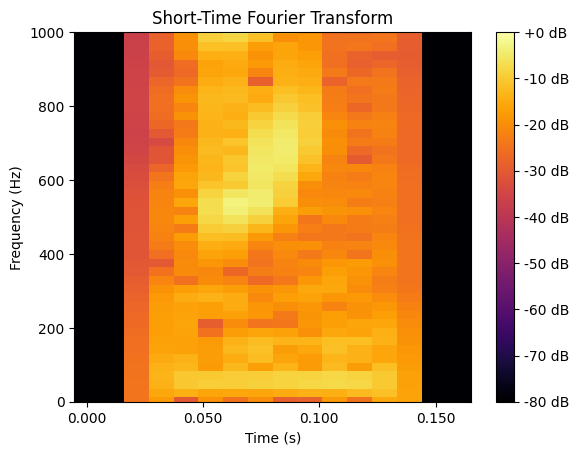 Short-Time Fourier Transform
1000
800
600
400
200
0
Frequency (Hz)
0.000
0.050
0.100
0.150
Time (s)
+0 dB
-10 dB
-20 dB
-30 dB
-40 dB
-50 dB
-60 dB
-70 dB
-80 dB